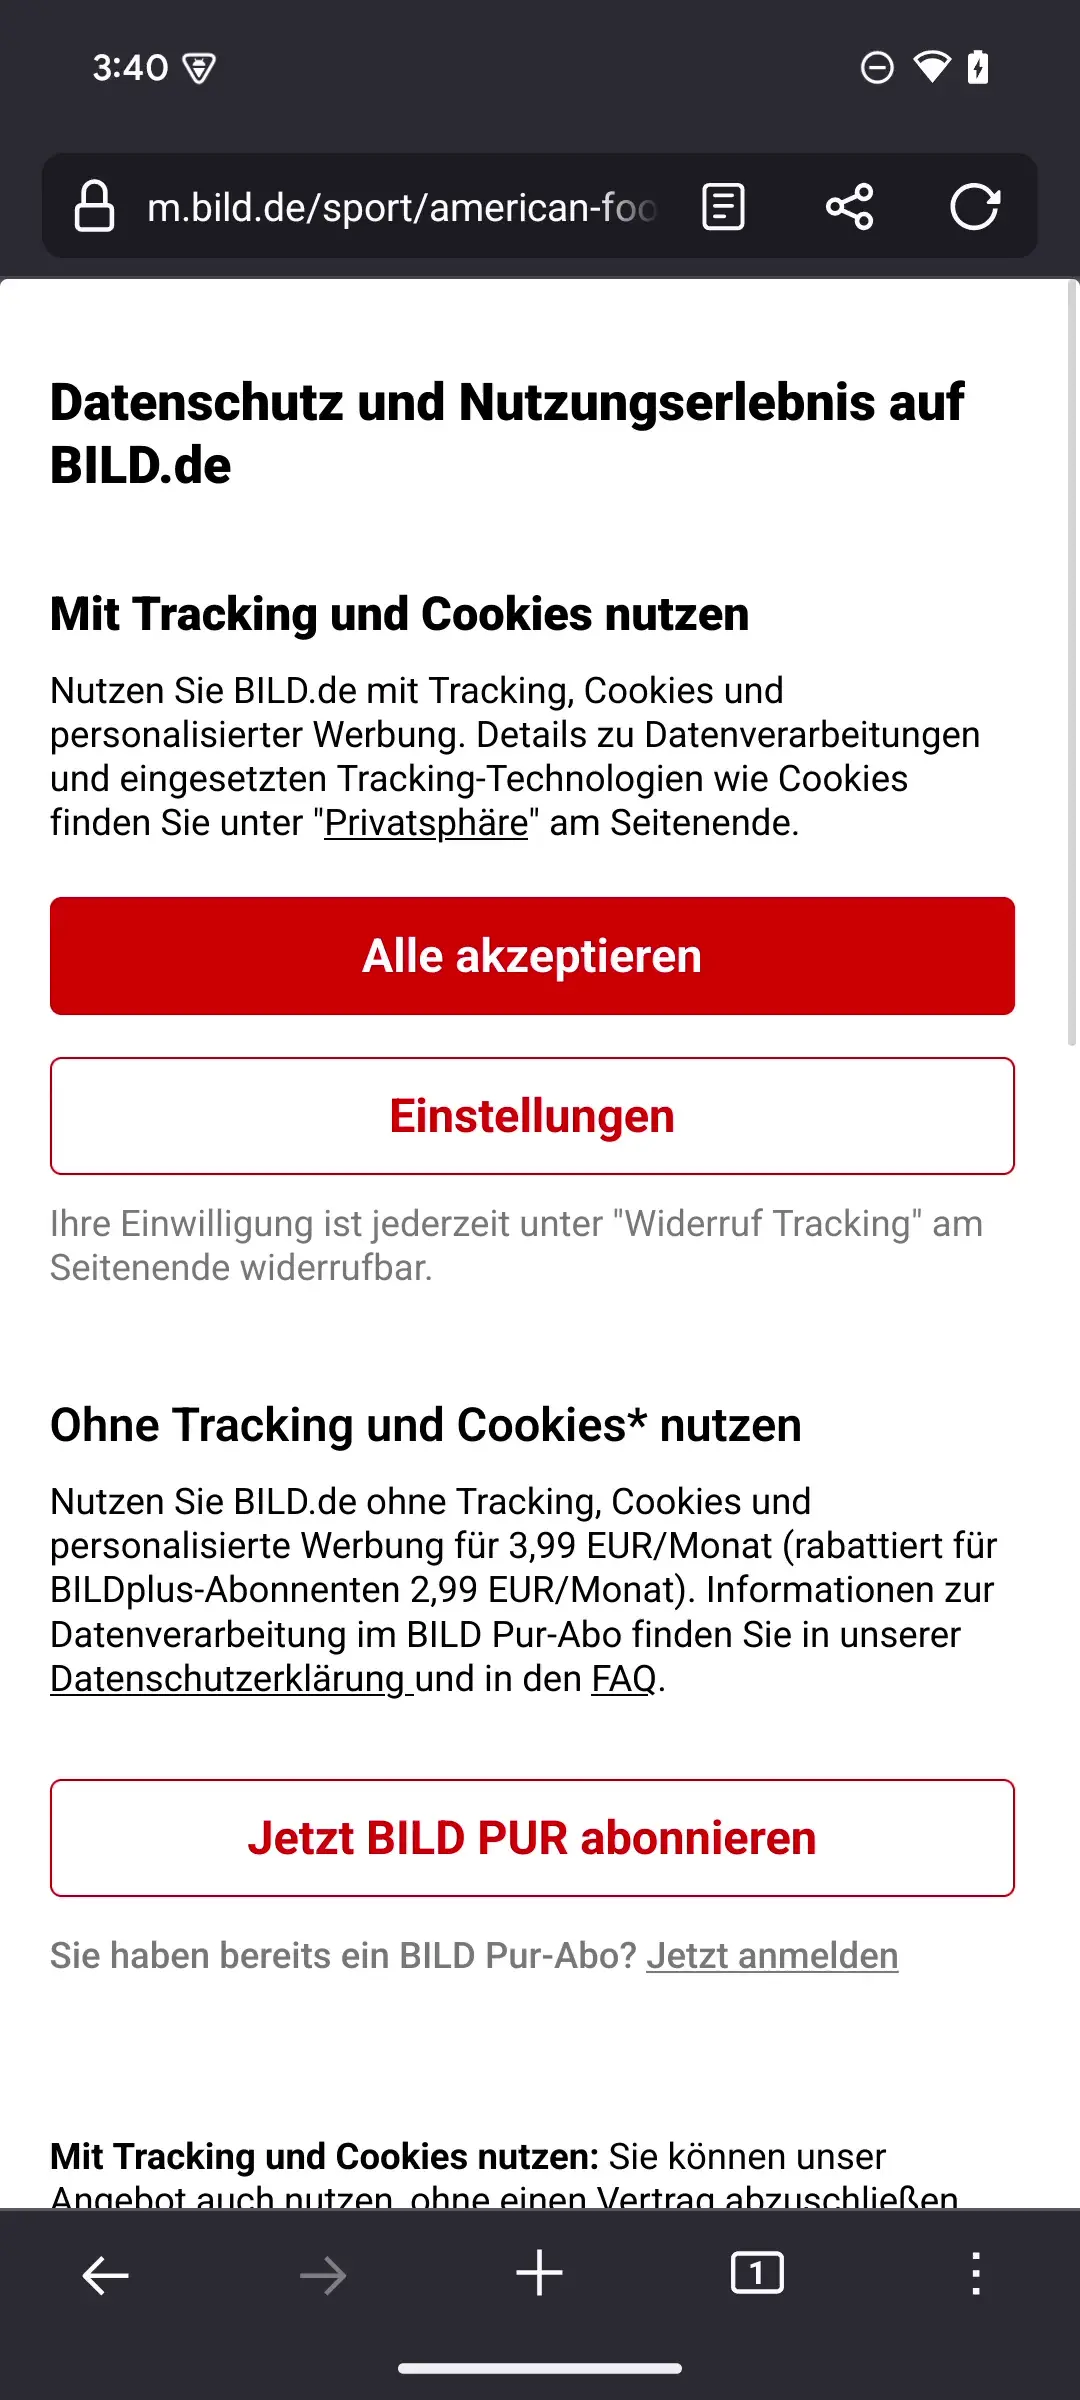 3:40
m.bild.de/sport/american-foo
Datenschutz und Nutzungserlebnis auf
BILD.de
Mit Tracking und Cookies nutzen
Nutzen Sie BILD.de mit Tracking, Cookies und
personalisierter Werbung. Details zu Datenverarbeitungen
und eingesetzten Tracking-Technologien wie Cookies
finden Sie unter "Privatsphäre" am Seitenende.
Alle akzeptieren
Einstellungen
Ihre Einwilligung ist jederzeit unter "Widerruf Tracking" am
Seitenende widerrufbar.
Ohne Tracking und Cookies* nutzen
Nutzen Sie BILD.de ohne Tracking, Cookies und
personalisierte Werbung für 3,99 EUR/Monat (rabattiert für
BILDplus-Abonnenten 2,99 EUR/Monat). Informationen zur
Datenverarbeitung im BILD Pur-Abo finden Sie in unserer
Datenschutzerklärung und in den FAQ.
Jetzt BILD PUR abonnieren
Sie haben bereits ein BILD Pur-Abo? Jetzt anmelden
Mit Tracking und Cookies nutzen: Sie können unser
Angebot auch nutzen, ohne einen Vertrag abzuschließen
1